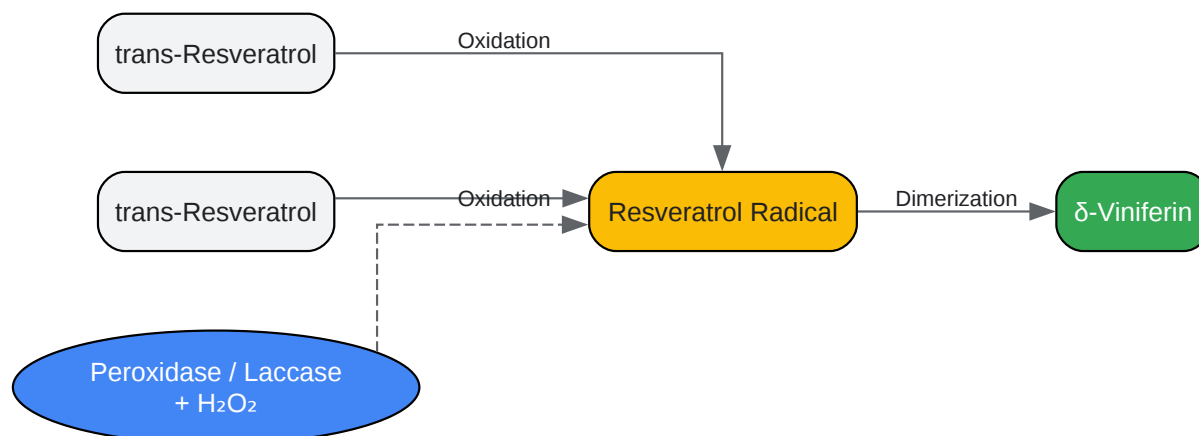 trans-Resveratrol
Oxidation
trans-Resveratrol
Oxidation
Resveratrol Radical
Dimerization
δ-Viniferin
Peroxidase / Laccase
+ H₂O₂